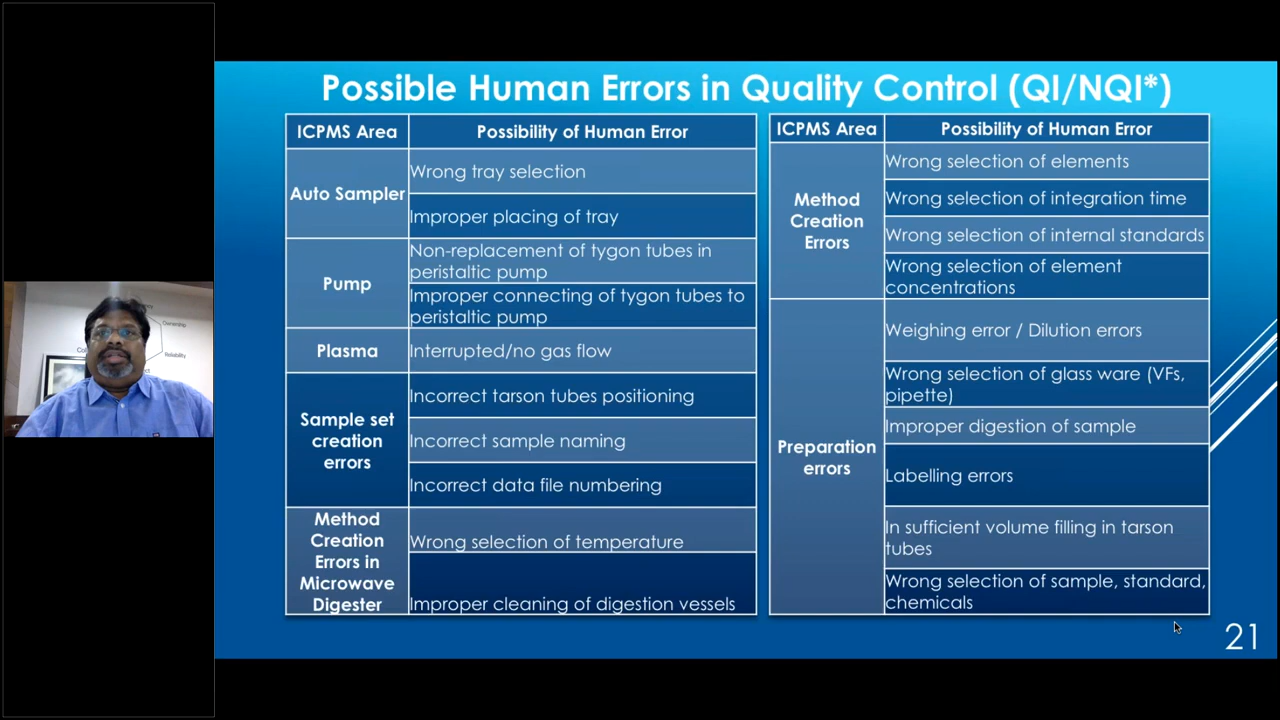 Possible Human Errors in Quality Control (QI/NQI*)
ICPMS Area
Possibility of Human Error
Auto Sampler
Wrong tray selection
Improper placing of tray
Pump
Non-replacement of tygon tubes in
peristaltic pump
Improper connecting of tygon tubes to
peristaltic pump
Plasma
Interrupted/no gas flow
Sample set
creation
errors
Incorrect tarson tubes positioning
Incorrect sample naming
Incorrect data file numbering
Method
Creation
Errors in
Microwave
Digester
Wrong selection of temperature
Improper cleaning of digestion vessels
ICPMS Area
Possibility of Human Error
Method
Creation
Errors
Wrong selection of elements
Wrong selection of integration time
Wrong selection of internal standards
Wrong selection of element
concentrations
Preparation
errors
Weighing error / Dilution errors
Wrong selection of glass ware (VFs,
pipette)
Improper digestion of sample
Labelling errors
In sufficient volume filling in tarson
tubes
Wrong selection of sample, standard,
chemicals
21
Ownership
Reliability